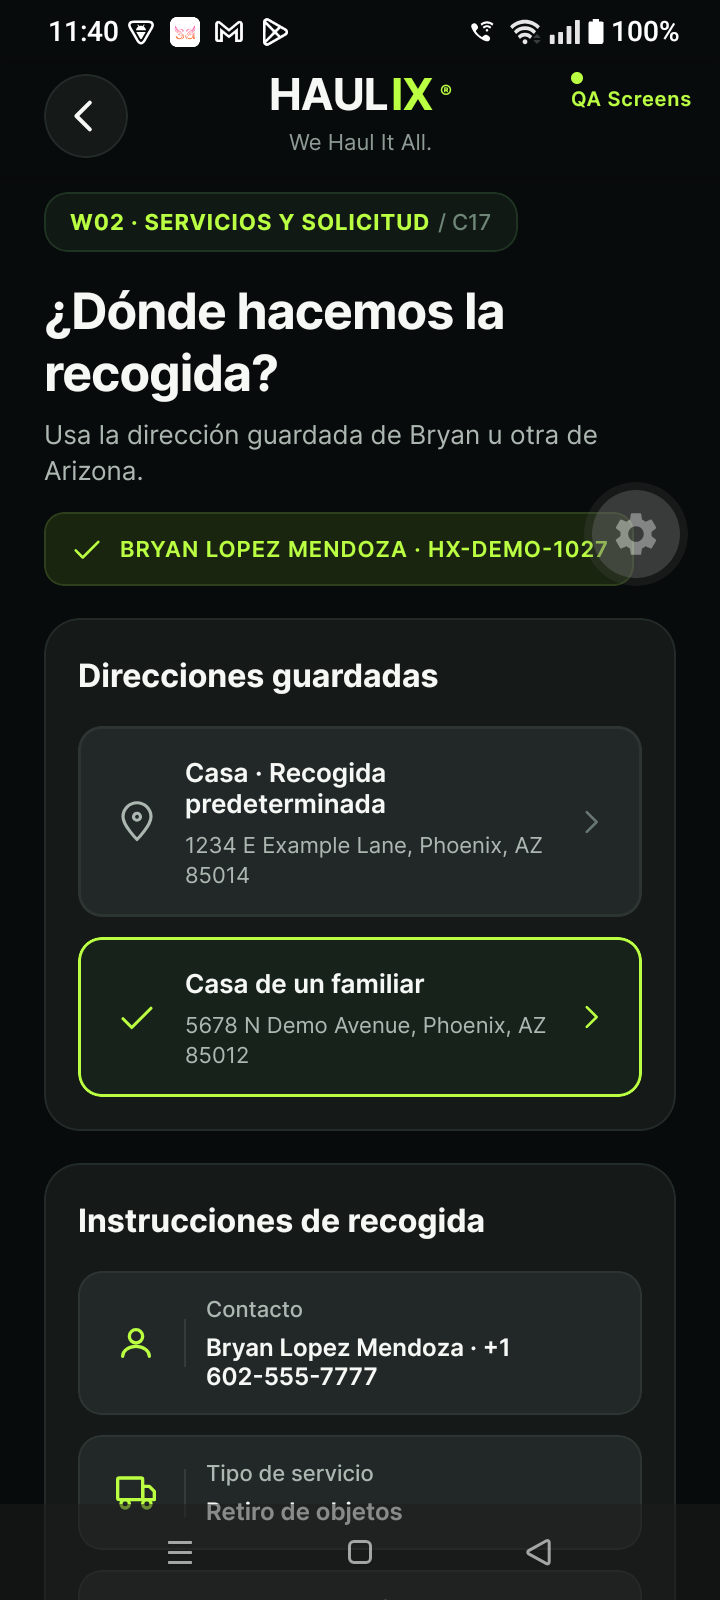 11:40
100%
HAULIX ®
We Haul It All.
QA Screens
W02 · SERVICIOS Y SOLICITUD / C17
¿Dónde hacemos la
recogida?
Usa la dirección guardada de Bryan u otra de
Arizona.
BRYAN LOPEZ MENDOZA · HX-DEMO-1027
Direcciones guardadas
Casa · Recogida
predeterminada
1234 E Example Lane, Phoenix, AZ
85014
Casa de un familiar
5678 N Demo Avenue, Phoenix, AZ
85012
Instrucciones de recogida
Contacto
Bryan Lopez Mendoza · +1
602-555-7777
Tipo de servicio
Retiro de objetos